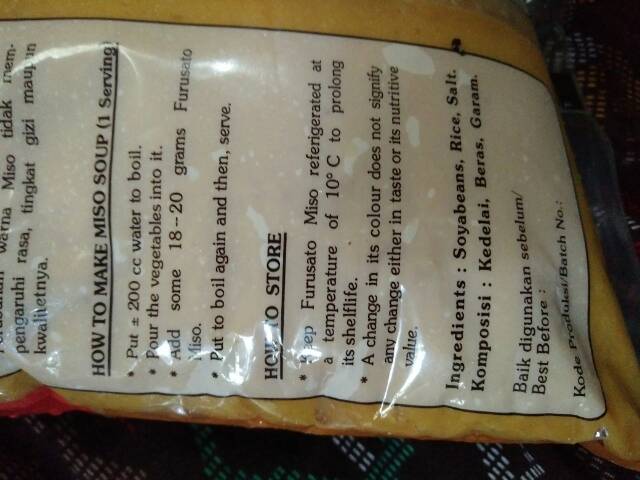 warna Miso tidak mem-
pengaruhi rasa, tingkat gizi maupun
kwalitetnya.
HOW TO MAKE MISO SOUP (1 Serving)
* Put ± 200 cc water to boil.
* Pour the vegetables into it.
* Add some 18--20 grams Furusato
Miso.
* Put to boil again and then, serve.
HOW TO STORE
* Keep Furusato Miso referigerated at
a temperature of 10° C to prolong
its shelflife.
* A change in its colour does not signify
any change either in taste or its nutritive
value.
Ingredients : Soyabeans, Rice, Salt.
Komposisi : Kedelai, Beras, Garam.
Baik digunakan sebelum/
Best Before :
Kode Produksi/Batch No.: